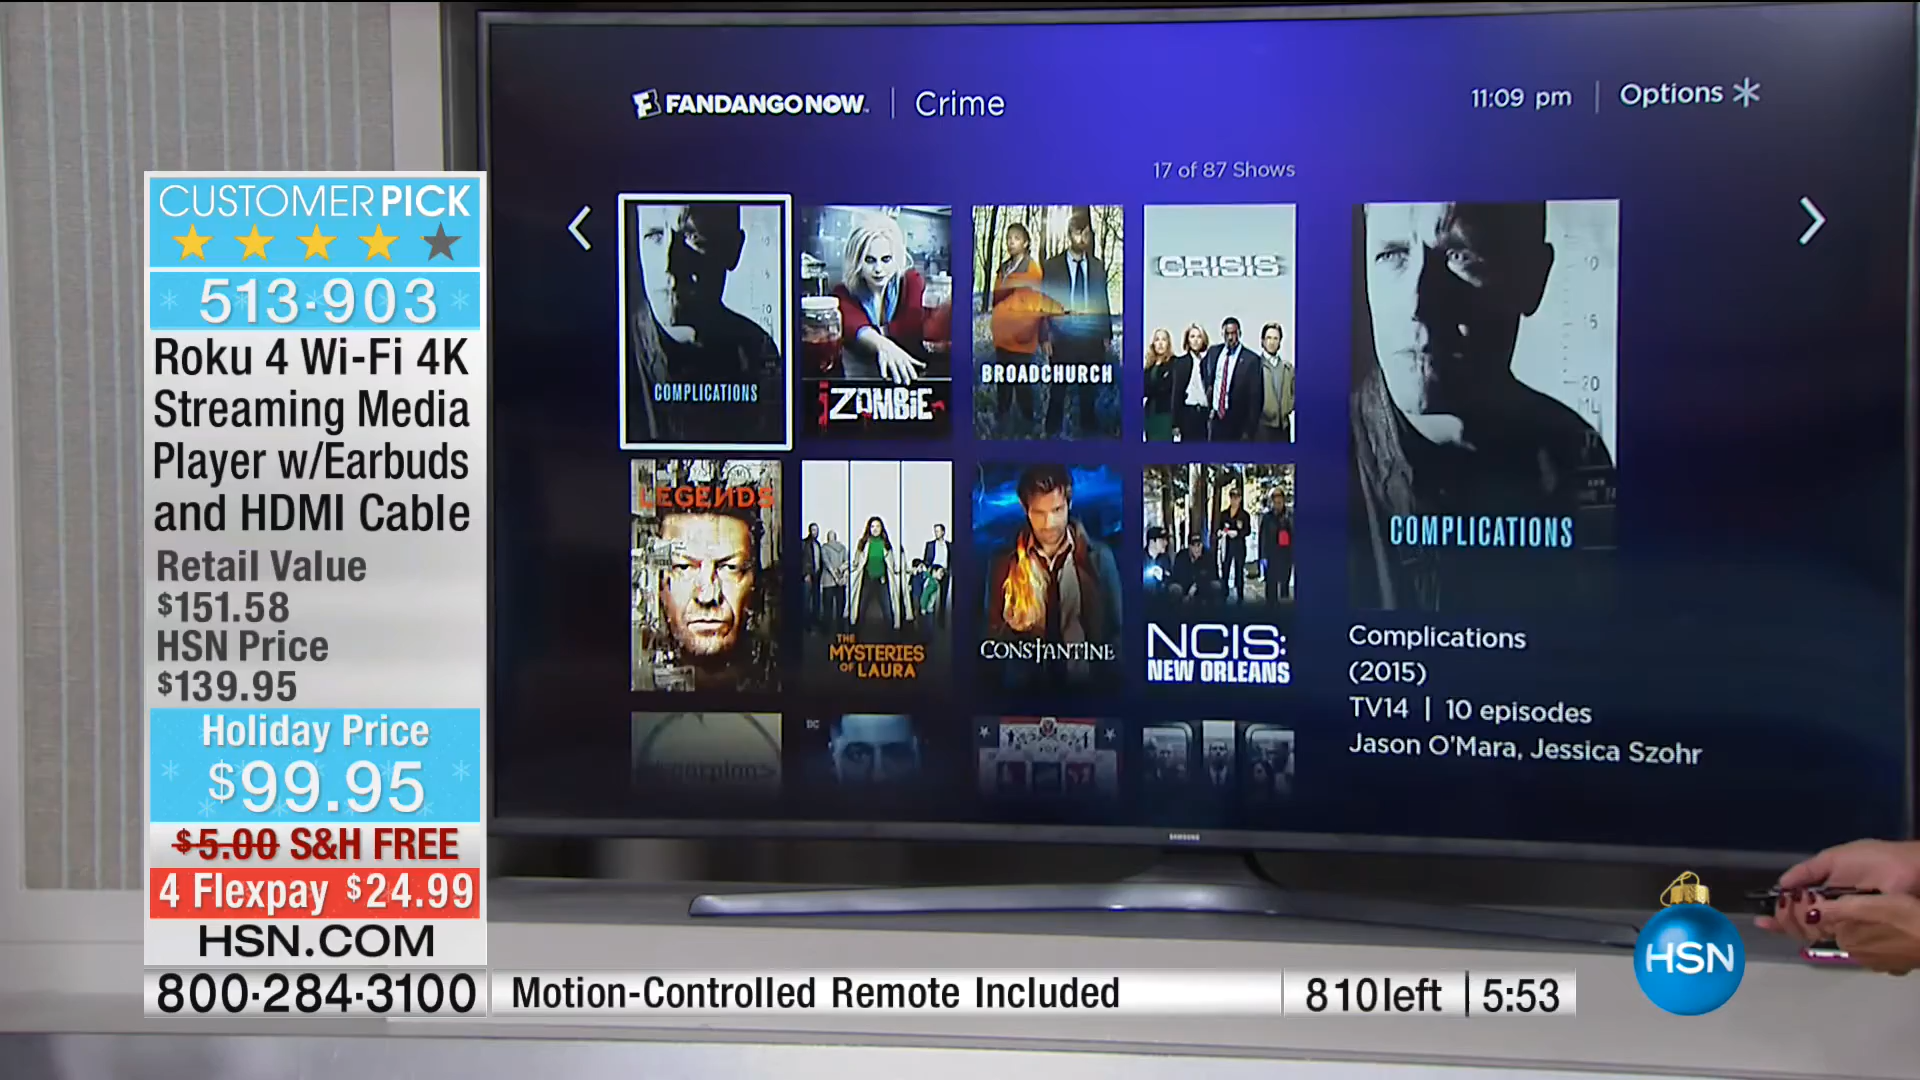 CUSTOMER PICK
513·903
Roku 4 Wi-Fi 4K
Streaming Media
Player w/Earbuds
and HDMI Cable
Retail Value
$151.58
HSN Price
$139.95
Holiday Price
$99.95
$5.00 S&H FREE
4 Flexpay $24.99
HSN.COM
800·284·3100
Motion-Controlled Remote Included
810 left
5:53
HSN
FANDANGONOW
Crime
11:09 pm
Options
17 of 87 Shows
COMPLICATIONS
iZOMBiE
BROADCHURCH
CRISIS
LEGENDS
THE
MYSTERIES
OF LAURA
CONSTANTINE
NCIS:
NEW ORLEANS
DC
COMPLICATIONS
Complications
(2015)
TV14 | 10 episodes
Jason O'Mara, Jessica Szohr
SAMSUNG